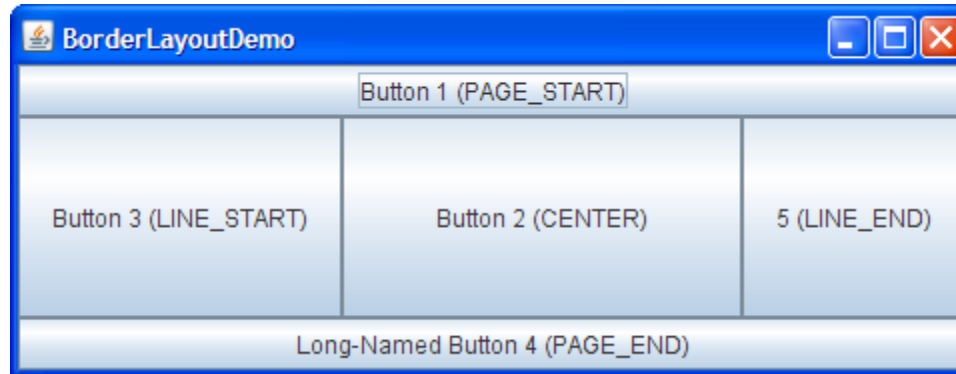 BorderLayoutDemo
Button 1 (PAGE_START)
Button 3 (LINE_START)
Button 2 (CENTER)
5 (LINE_END)
Long-Named Button 4 (PAGE_END)